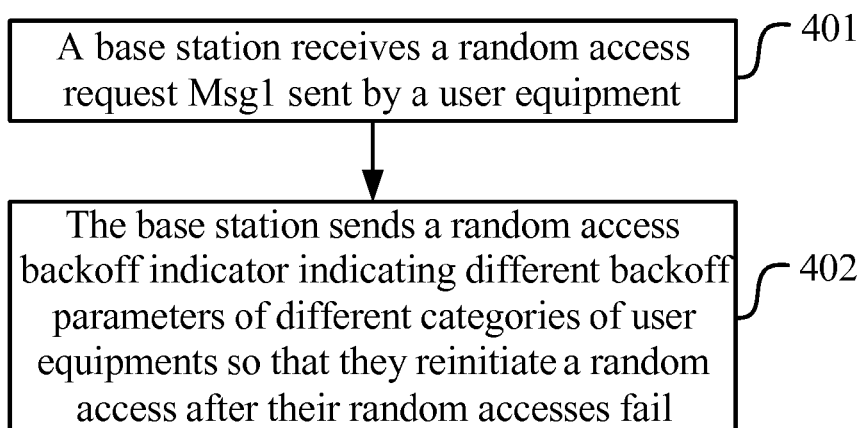 A base station receives a random access
request Msg1 sent by a user equipment
401
The base station sends a random access
backoff indicator indicating different backoff
parameters of different categories of user
equipments so that they reinitiate a random
access after their random accesses fail
402